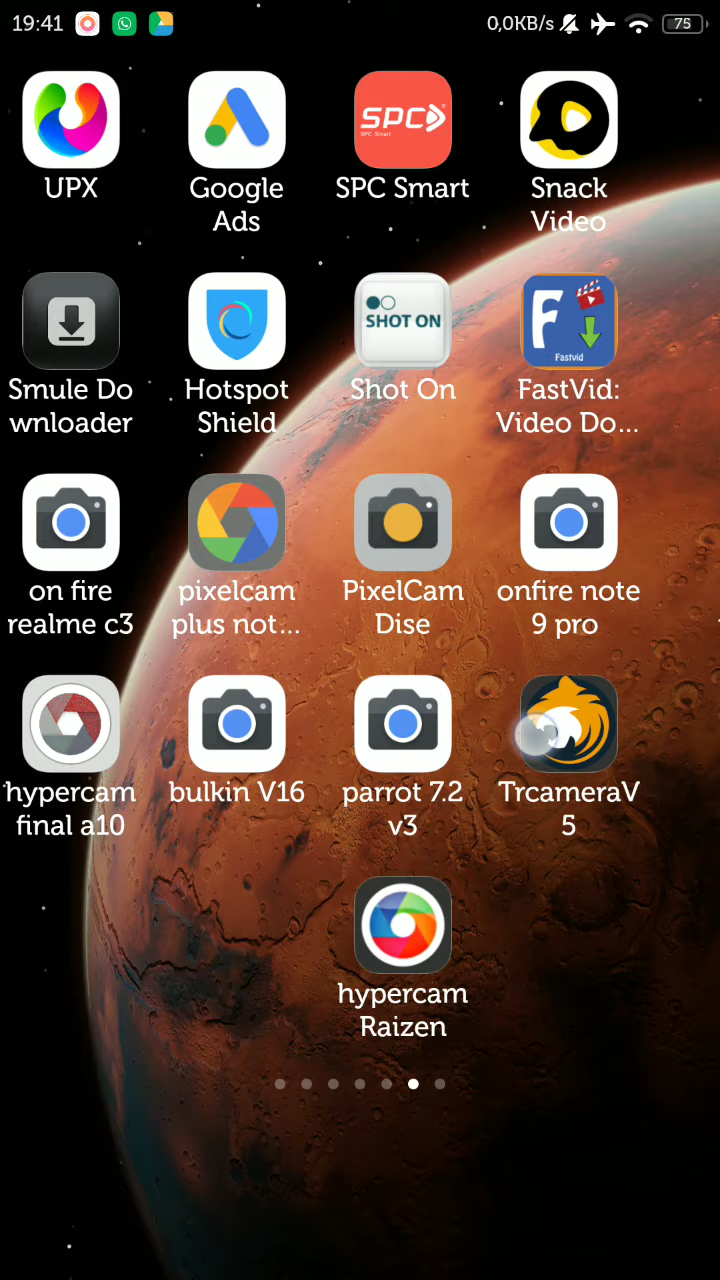 19:41
0,0KB/s
75
SPC
SPC Smart
UPX
Google
Ads
SPC Smart
Snack
Video
SHOT ON
F
Fastvid
Smule Do
wnloader
Hotspot
Shield
Shot On
FastVid:
Video Do...
on fire
realme c3
pixelcam
plus not...
PixelCam
Dise
onfire note
9 pro
hypercam
final a10
bulkin V16
parrot 7.2
v3
TrcameraV
5
hypercam
Raizen